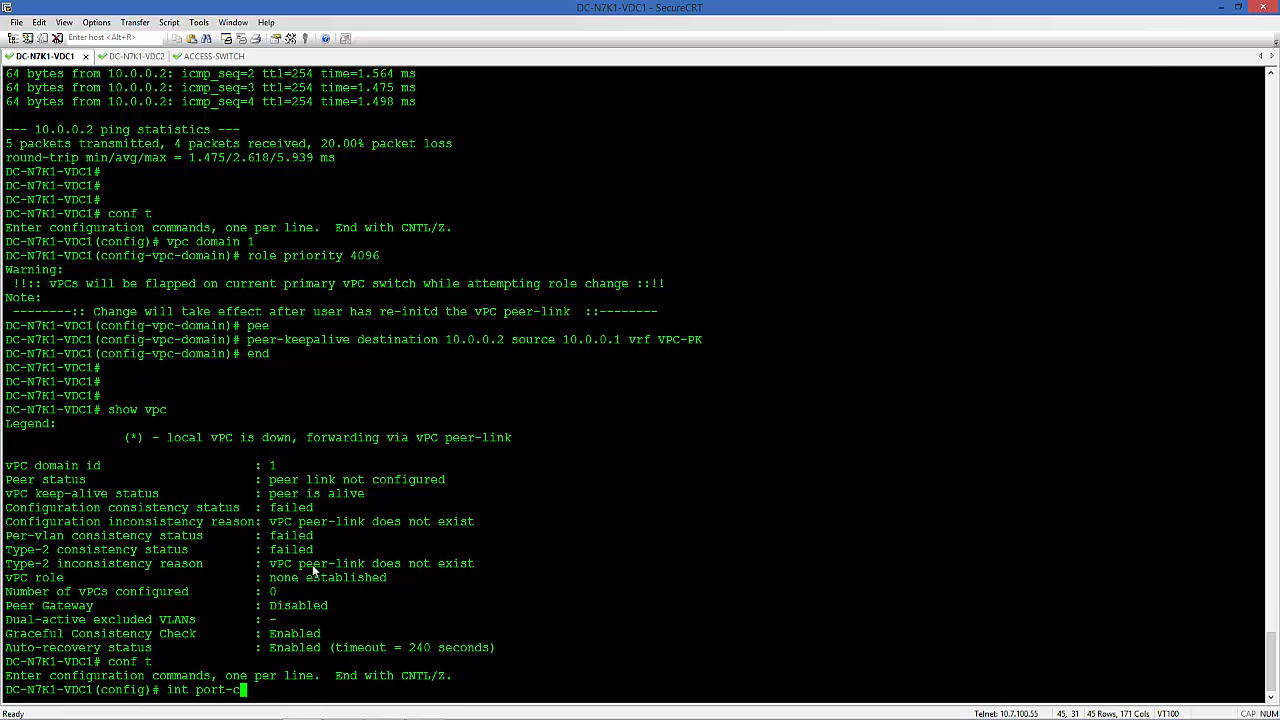 DC-N7K1-VDC1 - SecureCRT
File Edit View Options Transfer Script Tools Window Help
Enter host <Alt+R>
DC-N7K1-VDC1 DC-N7K1-VDC2 ACCESS-SWITCH
64 bytes from 10.0.0.2: icmp_seq=2 ttl=254 time=1.564 ms
64 bytes from 10.0.0.2: icmp_seq=3 ttl=254 time=1.475 ms
64 bytes from 10.0.0.2: icmp_seq=4 ttl=254 time=1.498 ms
--- 10.0.0.2 ping statistics ---
5 packets transmitted, 4 packets received, 20.00% packet loss
round-trip min/avg/max = 1.475/2.618/5.939 ms
DC-N7K1-VDC1#
DC-N7K1-VDC1#
DC-N7K1-VDC1#
DC-N7K1-VDC1# conf t
Enter configuration commands, one per line.  End with CNTL/Z.
DC-N7K1-VDC1(config)# vpc domain 1
DC-N7K1-VDC1(config-vpc-domain)# role priority 4096
Warning:
!!:: vPCs will be flapped on current primary vPC switch while attempting role change ::!!
Note:
--------:: Change will take effect after user has re-initd the vPC peer-link  ::--------
DC-N7K1-VDC1(config-vpc-domain)# pee
DC-N7K1-VDC1(config-vpc-domain)# peer-keepalive destination 10.0.0.2 source 10.0.0.1 vrf VPC-PK
DC-N7K1-VDC1(config-vpc-domain)# end
DC-N7K1-VDC1#
DC-N7K1-VDC1#
DC-N7K1-VDC1#
DC-N7K1-VDC1# show vpc
Legend:
(*) - local vPC is down, forwarding via vPC peer-link
vPC domain id : 1
Peer status : peer link not configured
vPC keep-alive status : peer is alive
Configuration consistency status : failed
Configuration inconsistency reason: vPC peer-link does not exist
Per-vlan consistency status : failed
Type-2 consistency status : failed
Type-2 inconsistency reason : vPC peer-link does not exist
vPC role : none established
Number of vPCs configured : 0
Peer Gateway : Disabled
Dual-active excluded VLANs : -
Graceful Consistency Check : Enabled
Auto-recovery status : Enabled (timeout = 240 seconds)
DC-N7K1-VDC1# conf t
Enter configuration commands, one per line.  End with CNTL/Z.
DC-N7K1-VDC1(config)# int port-c
Ready Telnet: 10.7.100.55 45, 31 45 Rows, 171 Cols VT100 CAP NUM